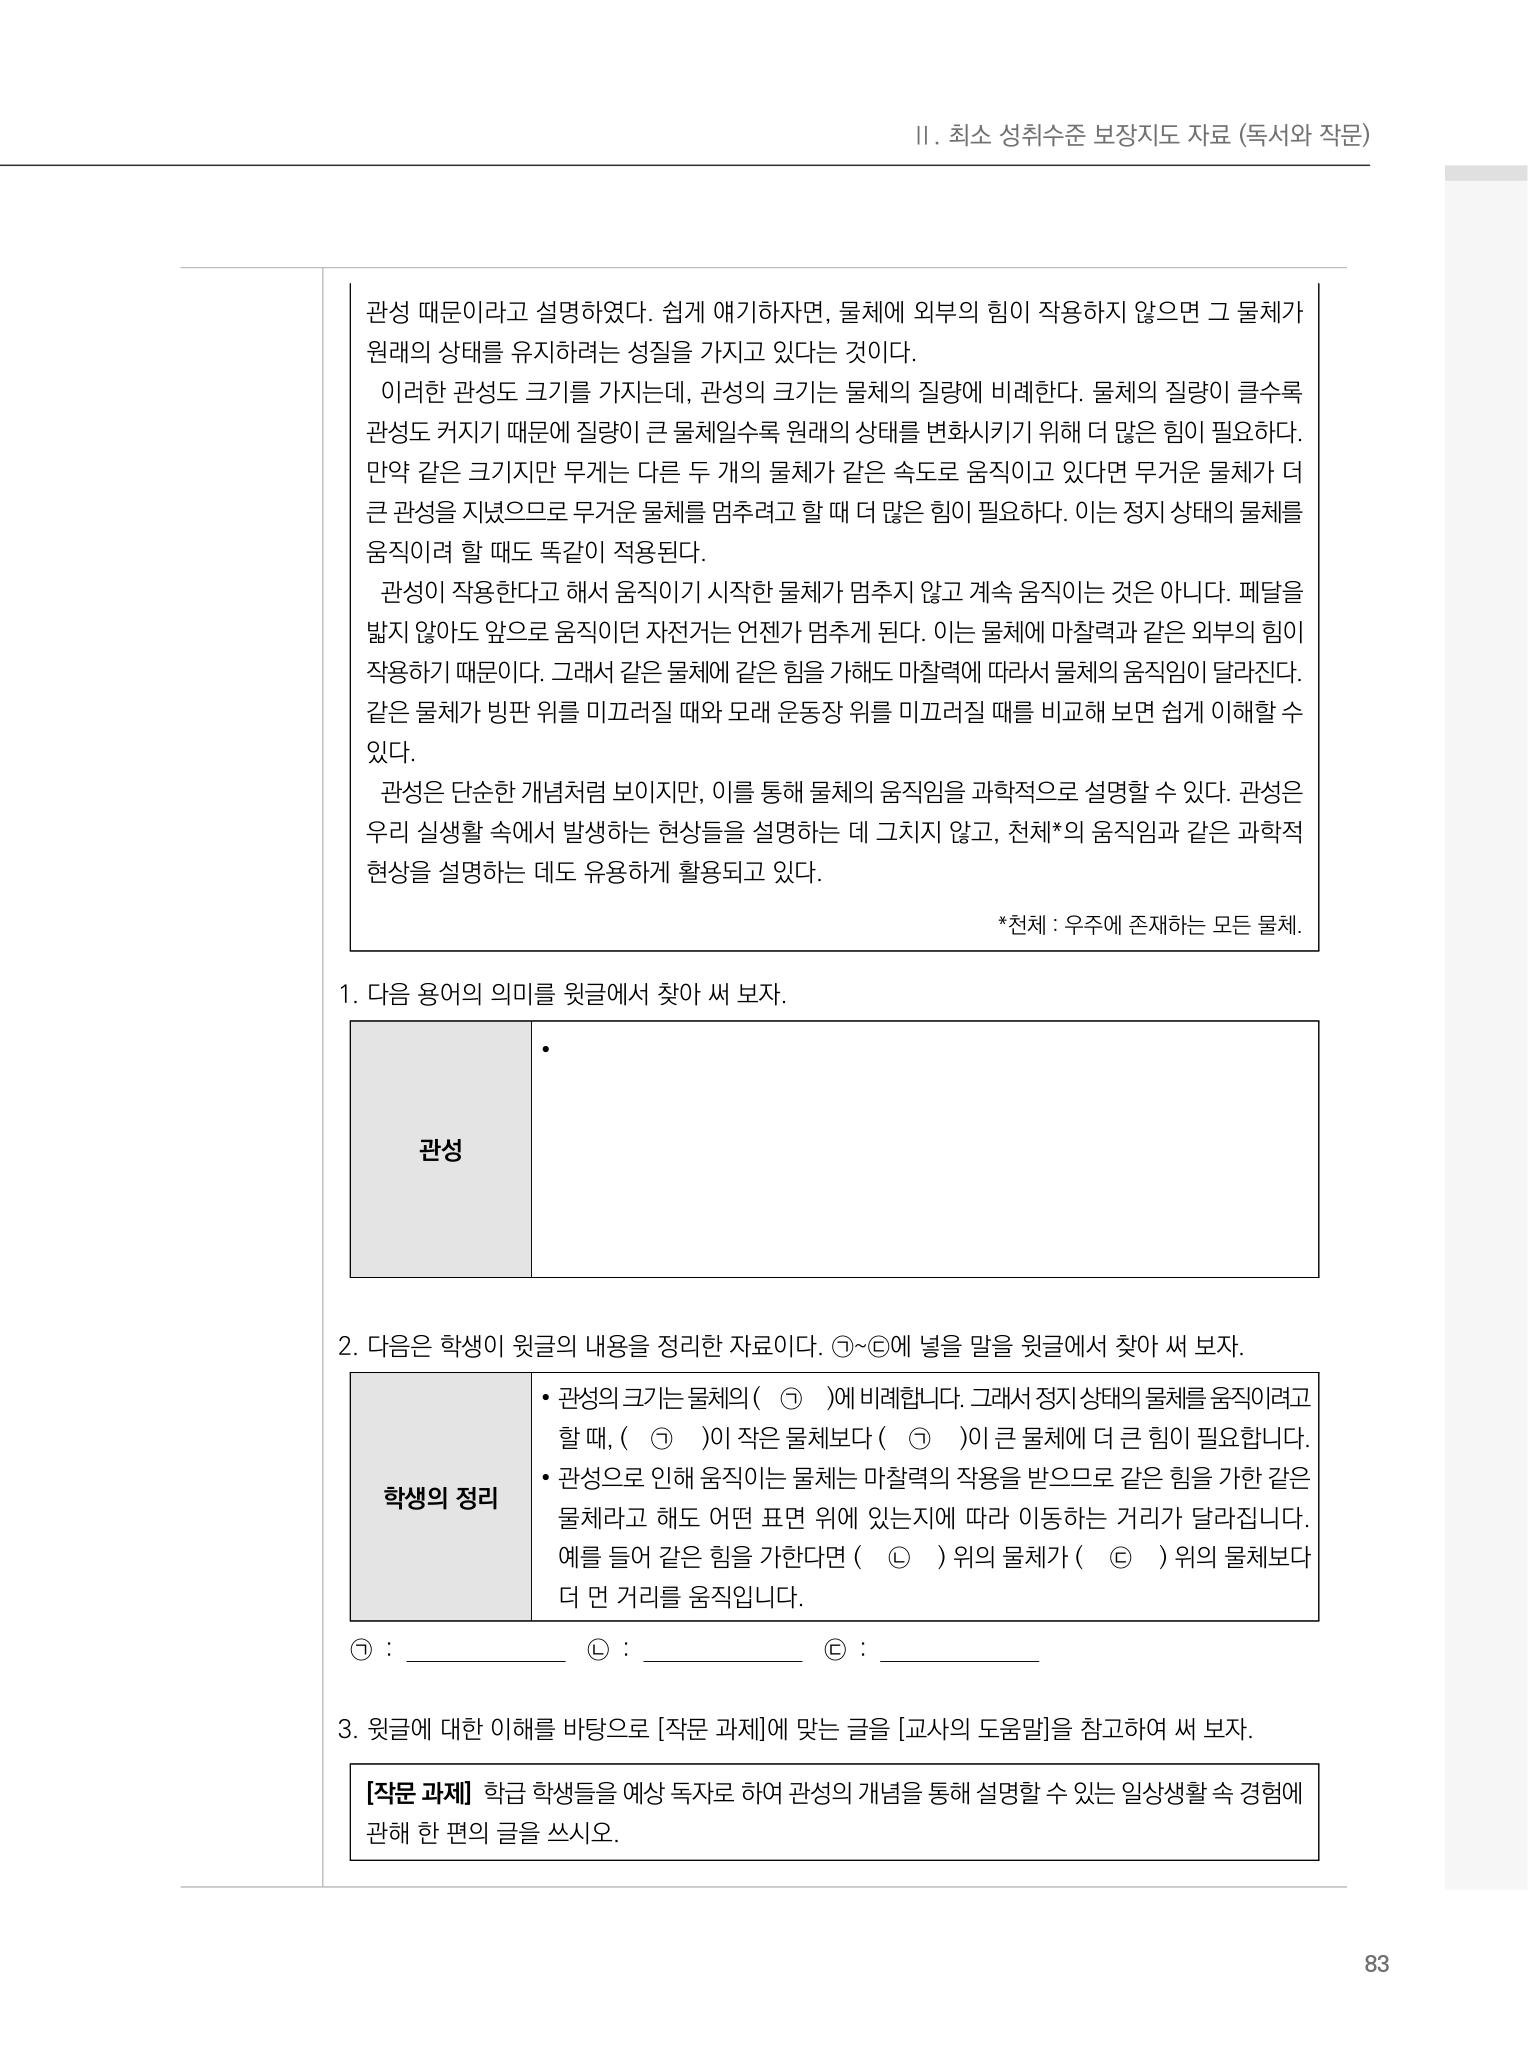 Ⅱ. 최소 성취수준 보장지도 자료 (독서와 작문)
관성 때문이라고 설명하였다. 쉽게 얘기하자면, 물체에 외부의 힘이 작용하지 않으면 그 물체가
원래의 상태를 유지하려는 성질을 가지고 있다는 것이다.
이러한 관성도 크기를 가지는데, 관성의 크기는 물체의 질량에 비례한다. 물체의 질량이 클수록
관성도 커지기 때문에 질량이 큰 물체일수록 원래의 상태를 변화시키기 위해 더 많은 힘이 필요하다.
만약 같은 크기지만 무게는 다른 두 개의 물체가 같은 속도로 움직이고 있다면 무거운 물체가 더
큰 관성을 지녔으므로 무거운 물체를 멈추려고 할 때 더 많은 힘이 필요하다. 이는 정지 상태의 물체를
움직이려 할 때도 똑같이 적용된다.
관성이 작용한다고 해서 움직이기 시작한 물체가 멈추지 않고 계속 움직이는 것은 아니다. 페달을
밟지 않아도 앞으로 움직이던 자전거는 언젠가 멈추게 된다. 이는 물체에 마찰력과 같은 외부의 힘이
작용하기 때문이다. 그래서 같은 물체에 같은 힘을 가해도 마찰력에 따라서 물체의 움직임이 달라진다.
같은 물체가 빙판 위를 미끄러질 때와 모래 운동장 위를 미끄러질 때를 비교해 보면 쉽게 이해할 수
있다.
관성은 단순한 개념처럼 보이지만, 이를 통해 물체의 움직임을 과학적으로 설명할 수 있다. 관성은
우리 실생활 속에서 발생하는 현상들을 설명하는 데 그치지 않고, 천체*의 움직임과 같은 과학적
현상을 설명하는 데도 유용하게 활용되고 있다.
*천체 : 우주에 존재하는 모든 물체.
1. 다음 용어의 의미를 윗글에서 찾아 써 보자.
관성
•
2. 다음은 학생이 윗글의 내용을 정리한 자료이다. ㉠~㉢에 넣을 말을 윗글에서 찾아 써 보자.
학생의 정리
• 관성의 크기는 물체의 ( ㉠ )에 비례합니다. 그래서 정지 상태의 물체를 움직이려고
할 때, ( ㉠ )이 작은 물체보다 ( ㉠ )이 큰 물체에 더 큰 힘이 필요합니다.
• 관성으로 인해 움직이는 물체는 마찰력의 작용을 받으므로 같은 힘을 가한 같은
물체라고 해도 어떤 표면 위에 있는지에 따라 이동하는 거리가 달라집니다.
예를 들어 같은 힘을 가한다면 ( ㉡ ) 위의 물체가 ( ㉢ ) 위의 물체보다
더 먼 거리를 움직입니다.
㉠ : ____________ ㉡ : ____________ ㉢ : ____________
3. 윗글에 대한 이해를 바탕으로 [작문 과제]에 맞는 글을 [교사의 도움말]을 참고하여 써 보자.
[작문 과제] 학급 학생들을 예상 독자로 하여 관성의 개념을 통해 설명할 수 있는 일상생활 속 경험에
관해 한 편의 글을 쓰시오.
83